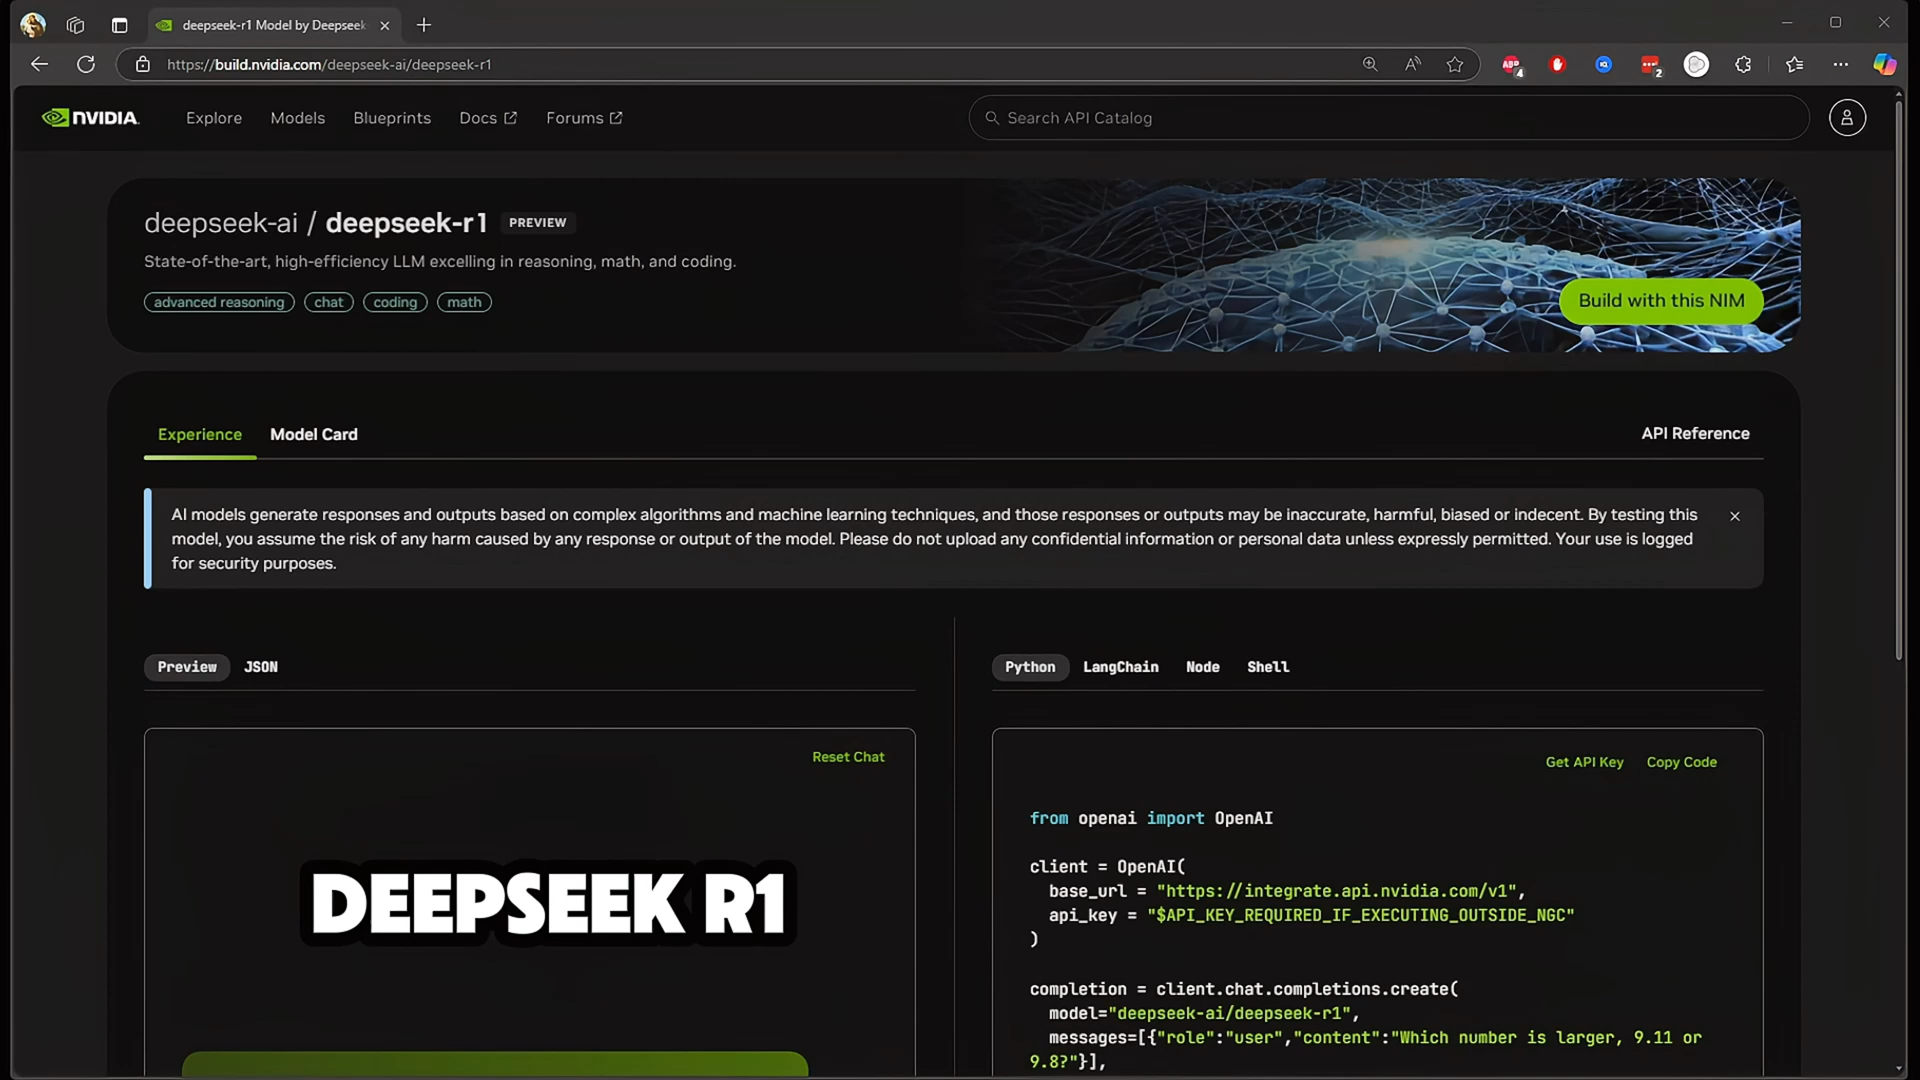 deepseek-r1 Model by Deepseek
https://build.nvidia.com/deepseek-ai/deepseek-r1
ABP 4
2
NVIDIA.
Explore
Models
Blueprints
Docs
Forums
Search API Catalog
deepseek-ai / deepseek-r1 PREVIEW
State-of-the-art, high-efficiency LLM excelling in reasoning, math, and coding.
advanced reasoning
chat
coding
math
Build with this NIM
Experience
Model Card
API Reference
AI models generate responses and outputs based on complex algorithms and machine learning techniques, and those responses or outputs may be inaccurate, harmful, biased or indecent. By testing this
model, you assume the risk of any harm caused by any response or output of the model. Please do not upload any confidential information or personal data unless expressly permitted. Your use is logged
for security purposes.
Preview
JSON
Reset Chat
DEEPSEEK R1
Python
LangChain
Node
Shell
Get API Key
Copy Code
from openai import OpenAI
client = OpenAI(
base_url = "https://integrate.api.nvidia.com/v1",
api_key = "$API_KEY_REQUIRED_IF_EXECUTING_OUTSIDE_NGC"
)
completion = client.chat.completions.create(
model="deepseek-ai/deepseek-r1",
messages=[{"role":"user","content":"Which number is larger, 9.11 or
9.8?"}],